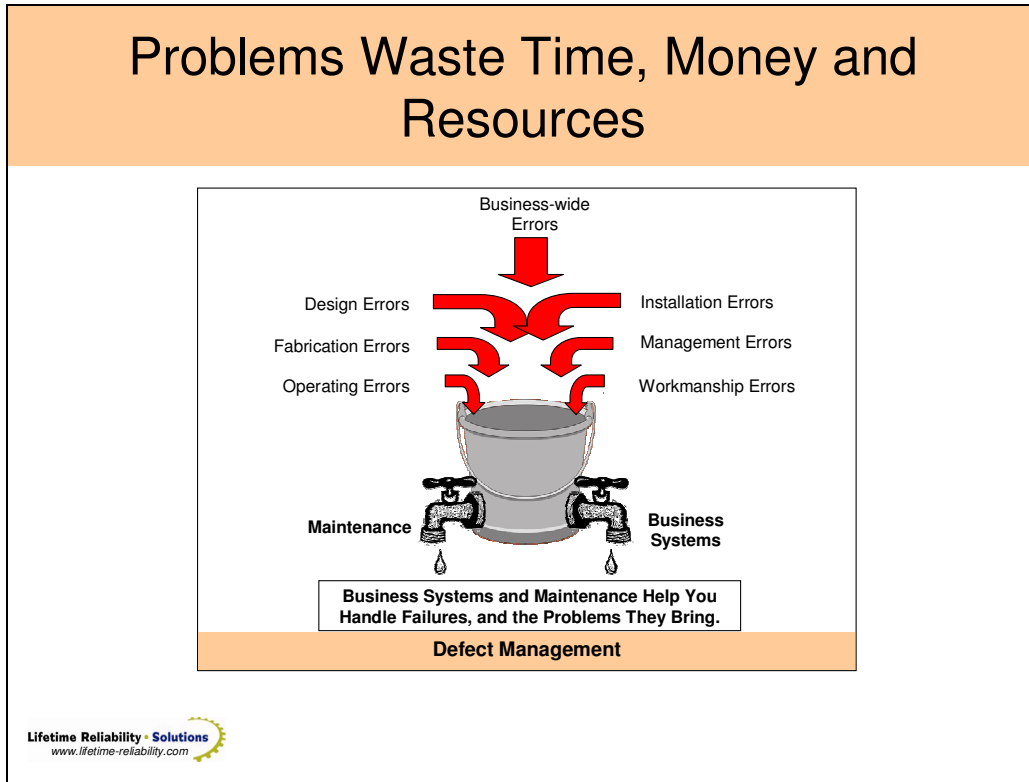 Problems Waste Time, Money and
Resources
Business-wide
Errors
Design Errors
Installation Errors
Fabrication Errors
Management Errors
Operating Errors
Workmanship Errors
Maintenance
Business
Systems
Business Systems and Maintenance Help You
Handle Failures, and the Problems They Bring.
Defect Management
Lifetime Reliability • Solutions
www.lifetime-reliability.com